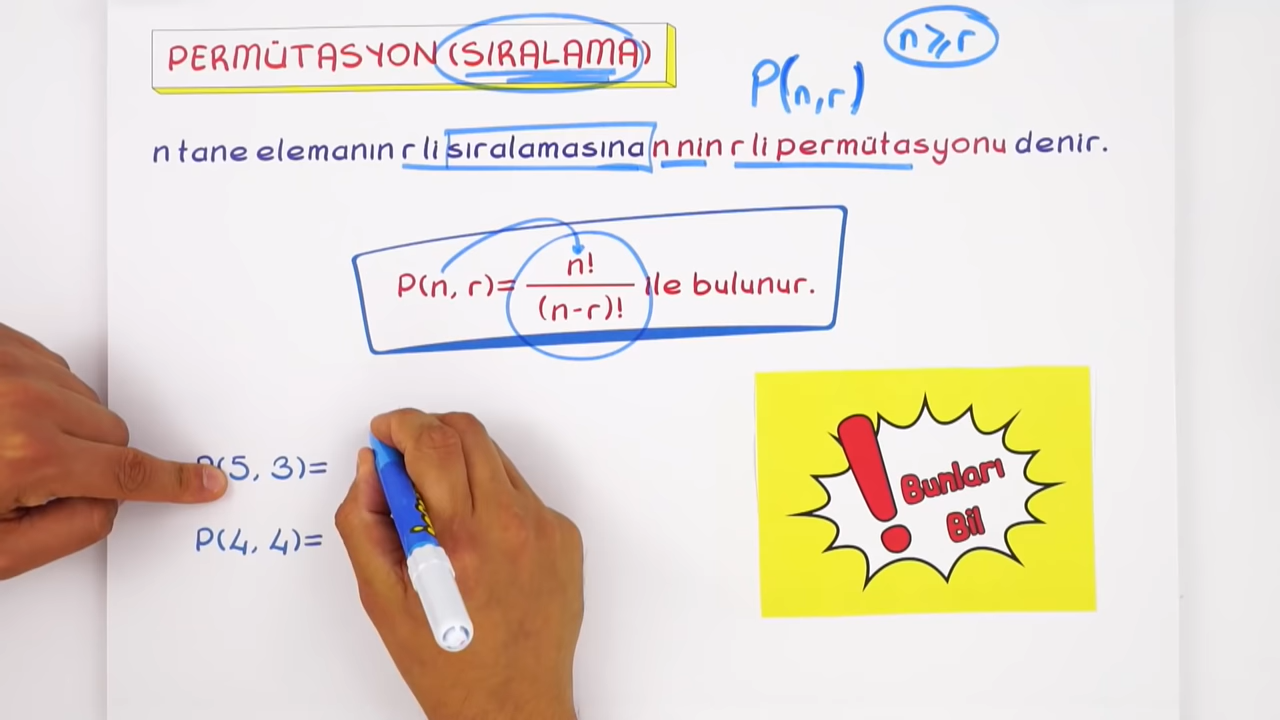 PERMÜTASYON (SIRALAMA)
P(n,r)
n⩾r
n tane elemanın r li sıralamasına n nin r li permütasyonu denir.
P(n, r)= n!/(n-r)! ile bulunur.
P(5, 3)=
P(4, 4)=
Bunları
Bil